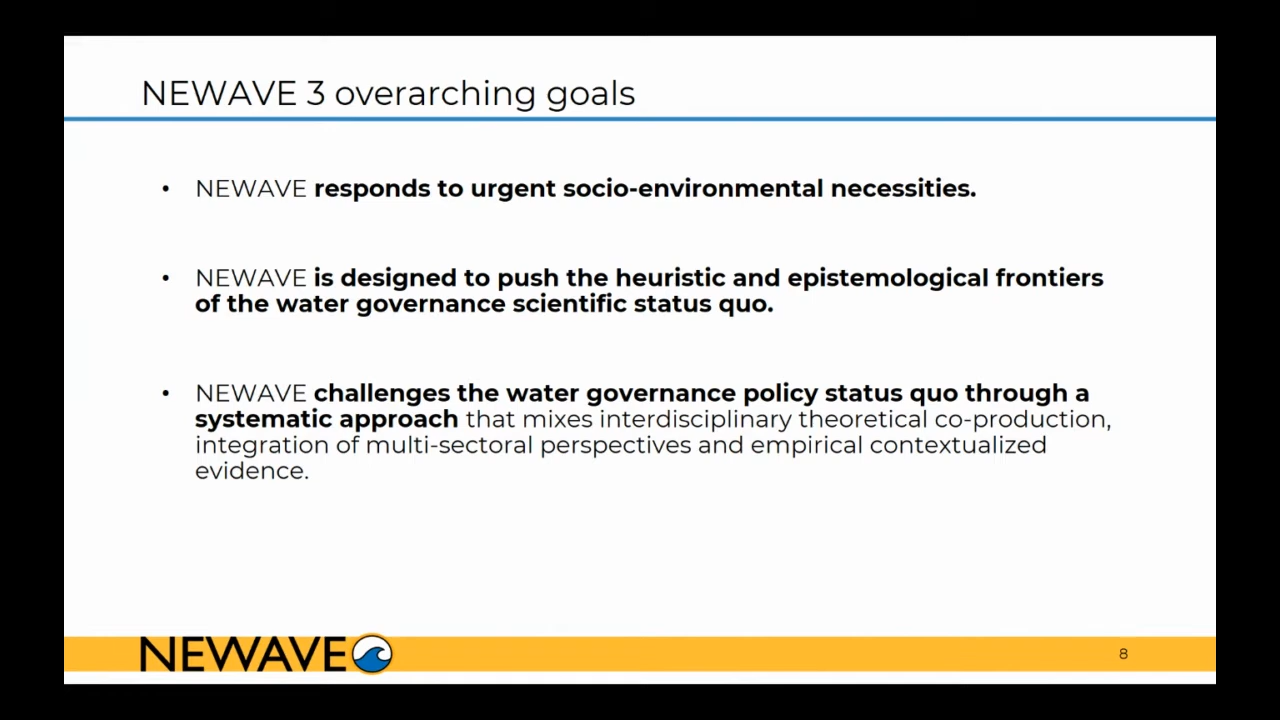 NEWAVE 3 overarching goals
• NEWAVE responds to urgent socio-environmental necessities.
• NEWAVE is designed to push the heuristic and epistemological frontiers
of the water governance scientific status quo.
• NEWAVE challenges the water governance policy status quo through a
systematic approach that mixes interdisciplinary theoretical co-production,
integration of multi-sectoral perspectives and empirical contextualized
evidence.
NEWAVE
8